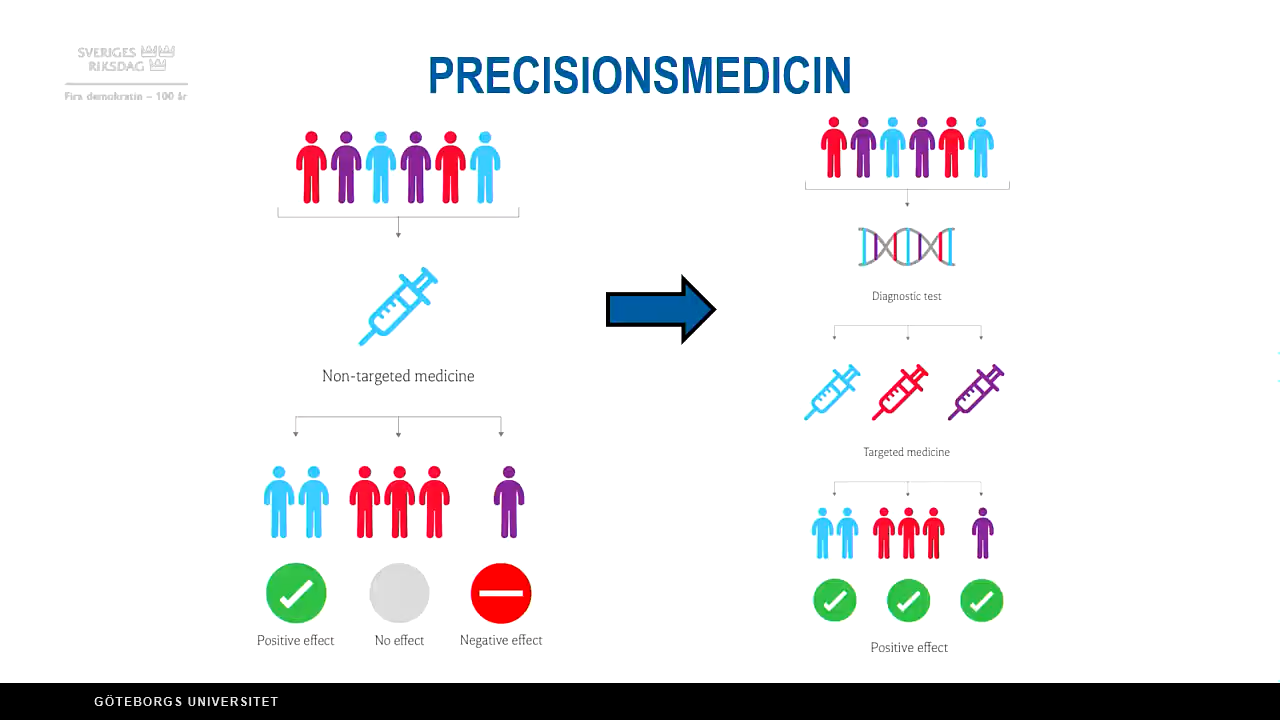 SVERIGES
RIKSDAG
Fira demokratin – 100 år
PRECISIONSMEDICIN
Non-targeted medicine
Positive effect
No effect
Negative effect
Diagnostic test
Targeted medicine
Positive effect
GÖTEBORGS UNIVERSITET